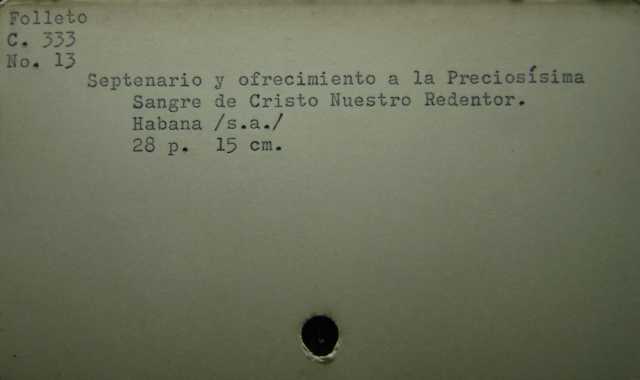 Folleto
C. 333
No. 13
Septenario y ofrecimiento a la Preciosísima
Sangre de Cristo Nuestro Redentor.
Habana /s.a./
28 p. 15 cm.